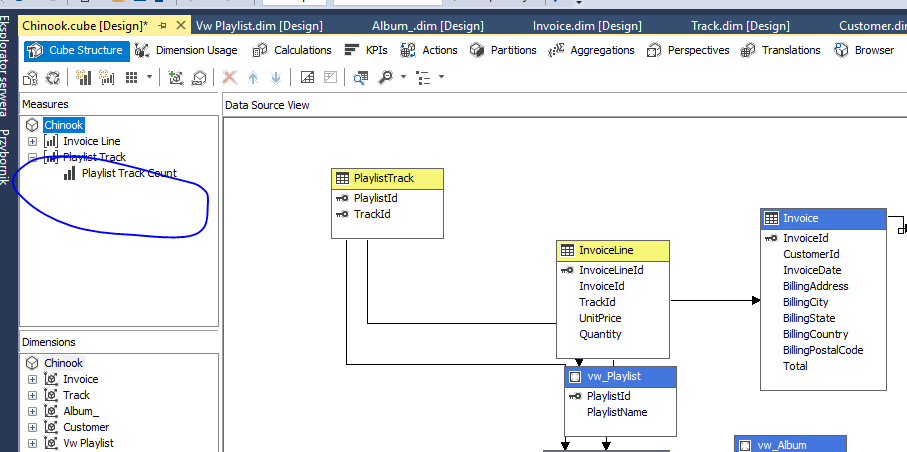 Chinook.cube [Design]*
Vw Playlist.dim [Design]
Album_.dim [Design]
Invoice.dim [Design]
Track.dim [Design]
Customer.dim
Eksplorator serwera
Przybornik
Cube Structure
Dimension Usage
Calculations
KPIs
Actions
Partitions
Aggregations
Perspectives
Translations
Browser
Measures
Chinook
Invoice Line
Playlist Track
Playlist Track Count
Dimensions
Chinook
Invoice
Track
Album_
Customer
Vw Playlist
Data Source View
PlaylistTrack
PlaylistId
TrackId
InvoiceLine
InvoiceLineId
InvoiceId
TrackId
UnitPrice
Quantity
vw_Playlist
PlaylistId
PlaylistName
Invoice
InvoiceId
CustomerId
InvoiceDate
BillingAddress
BillingCity
BillingState
BillingCountry
BillingPostalCode
Total
vw_Album